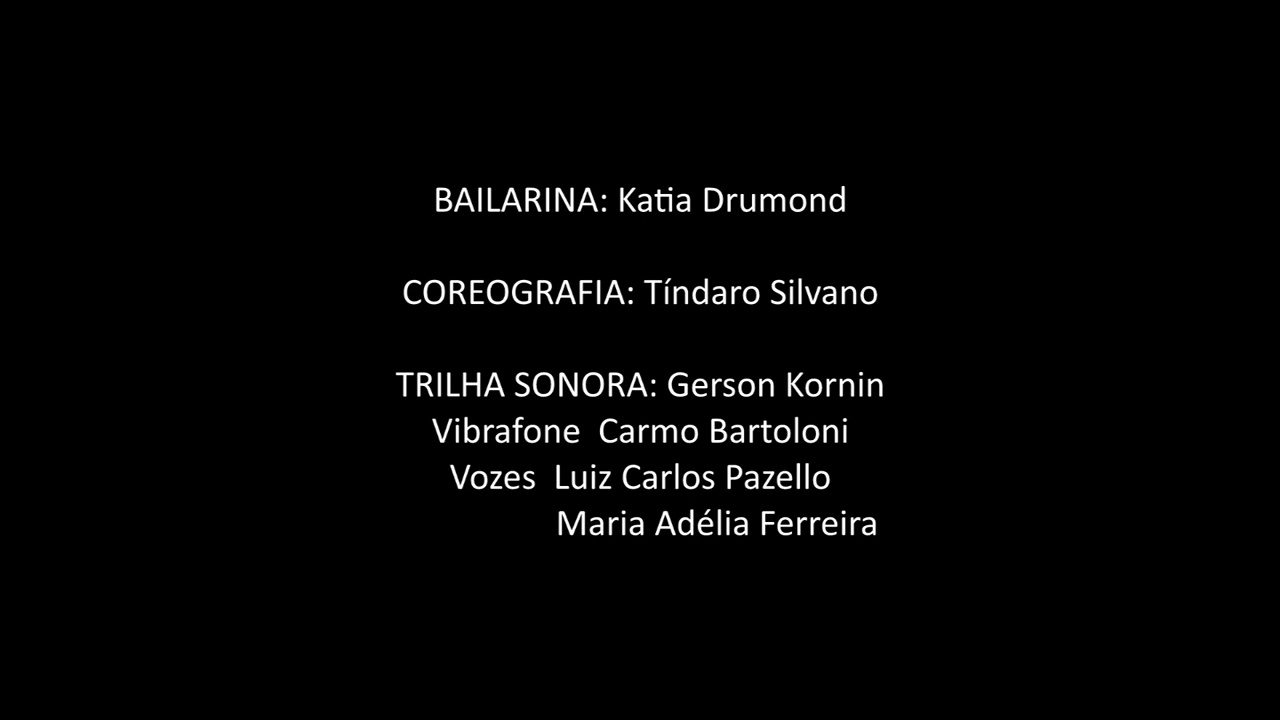 BAILARINA: Katia Drumond
COREOGRAFIA: Tíndaro Silvano
TRILHA SONORA: Gerson Kornin
Vibrafone  Carmo Bartoloni
Vozes  Luiz Carlos Pazello
Maria Adélia Ferreira